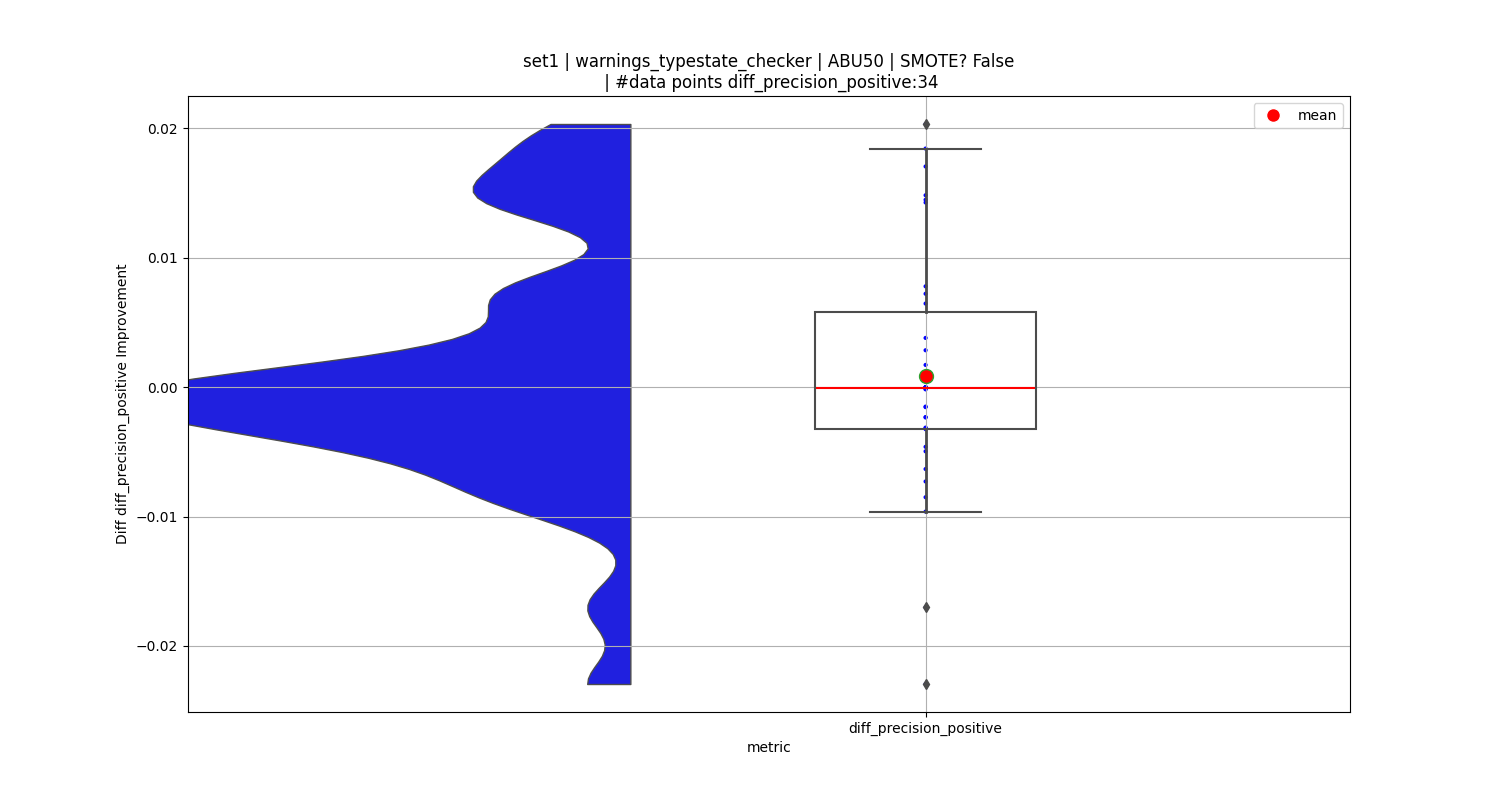 set1 | warnings_typestate_checker | ABU50 | SMOTE? False
| #data points diff_precision_positive:34
mean
0.02
0.01
0.00
−0.01
−0.02
Diff diff_precision_positive Improvement
diff_precision_positive
metric